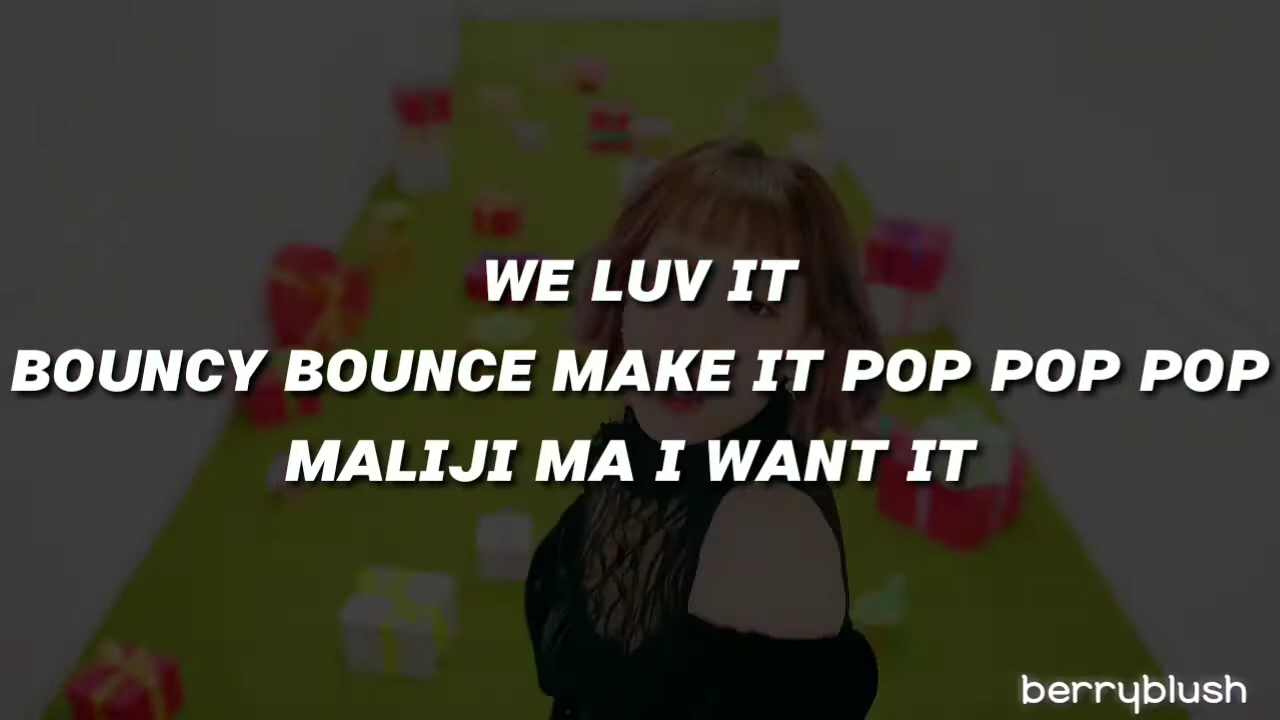 WE LUV IT
BOUNCY BOUNCE MAKE IT POP POP POP
MALIJI MA I WANT IT
berryblush